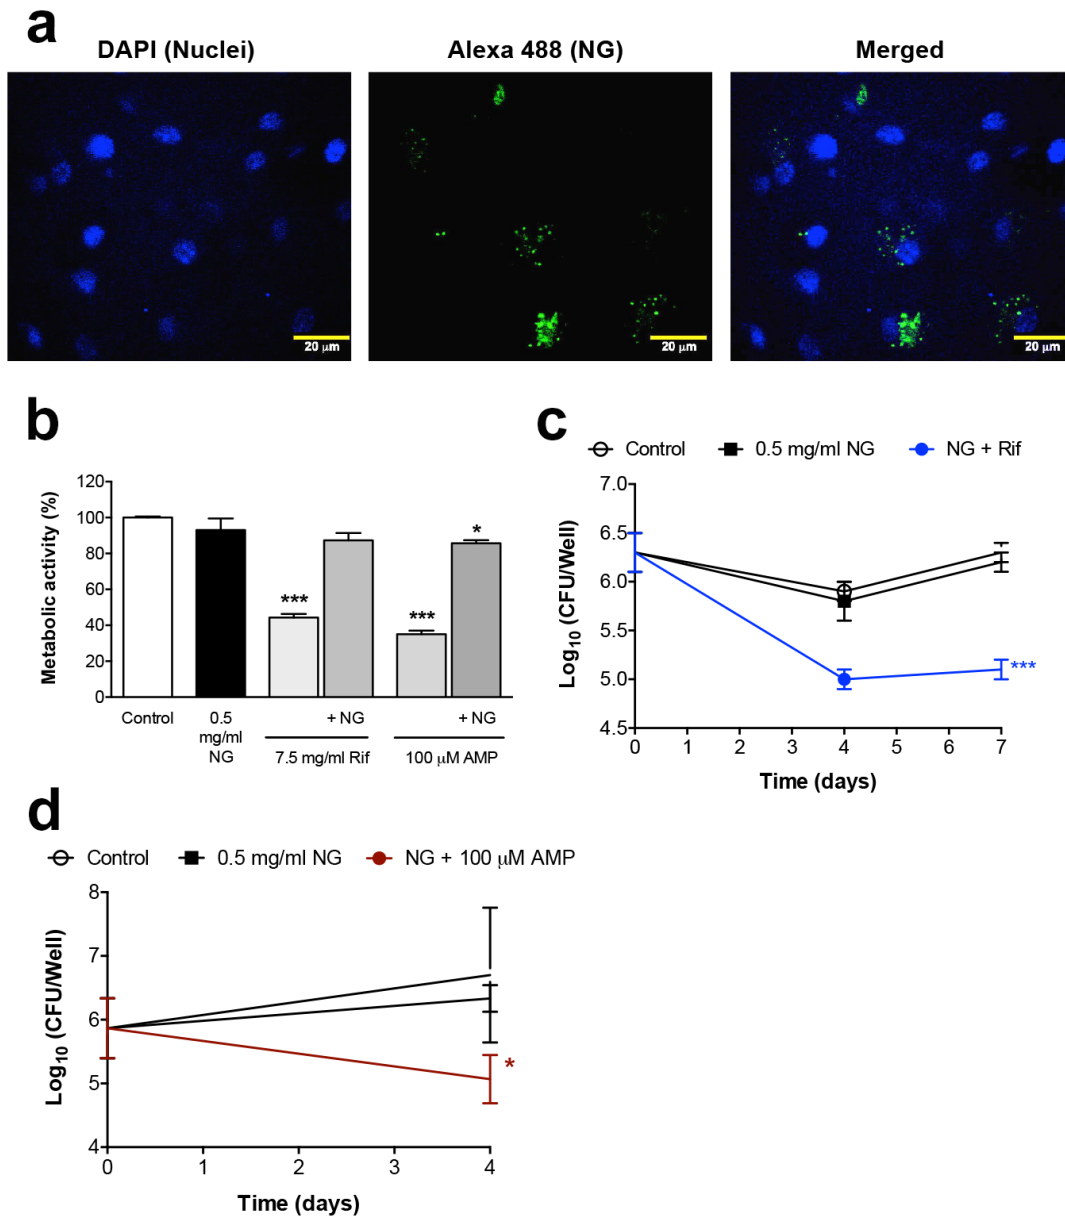 a
DAPI (Nuclei)
Alexa 488 (NG)
Merged
20 μm
20 μm
20 μm
b
Metabolic activity (%)
120
100
80
60
40
20
0
***
***
*
Control
0.5
mg/ml
NG
+ NG
7.5 mg/ml Rif
+ NG
100 μM AMP
c
Control
0.5 mg/ml NG
NG + Rif
Log10 (CFU/Well)
7.0
6.5
6.0
5.5
5.0
4.5
***
0 1 2 3 4 5 6 7
Time (days)
d
Control
0.5 mg/ml NG
NG + 100 μM AMP
Log10 (CFU/Well)
8
7
6
5
4
*
0 1 2 3 4
Time (days)